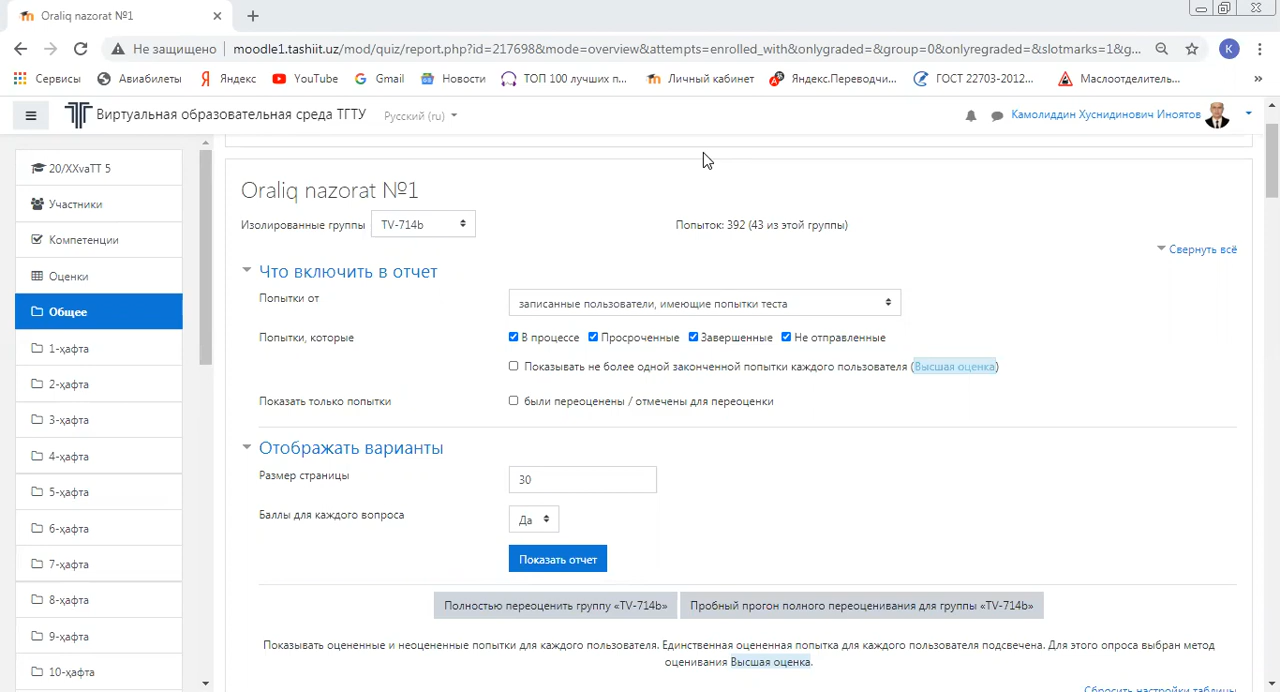 Oraliq nazorat №1
Не защищено
moodle1.tashiit.uz/mod/quiz/report.php?id=217698&mode=overview&attempts=enrolled_with&onlygraded=&group=0&onlyregraded=&slotmarks=1&g...
K
Сервисы
Авиабилеты
Яндекс
YouTube
Gmail
Новости
ТОП 100 лучших п...
Личный кабинет
Яндекс.Переводчи...
ГОСТ 22703-2012...
Маслоотделитель...
»
Виртуальная образовательная среда ТГТУ
Русский (ru)
Камолиддин Хуснидинович Иноятов
20/XXvaTT 5
Участники
Компетенции
Оценки
Общее
1-ҳафта
2-ҳафта
3-ҳафта
4-ҳафта
5-ҳафта
6-ҳафта
7-ҳафта
8-ҳафта
9-ҳафта
10-ҳафта
Oraliq nazorat №1
Изолированные группы TV-714b
Попыток: 392 (43 из этой группы)
Свернуть всё
Что включить в отчет
Попытки от записанные пользователи, имеющие попытки теста
Попытки, которые В процессе Просроченные Завершенные Не отправленные
Показывать не более одной законченной попытки каждого пользователя (Высшая оценка)
Показать только попытки были переоценены / отмечены для переоценки
Отображать варианты
Размер страницы 30
Баллы для каждого вопроса Да
Показать отчет
Полностью переоценить группу «TV-714b» Пробный прогон полного переоценивания для группы «TV-714b»
Показывать оцененные и неоцененные попытки для каждого пользователя. Единственная оцененная попытка для каждого пользователя подсвечена. Для этого опроса выбран метод
оценивания Высшая оценка.
Сбросить настройки таблицы